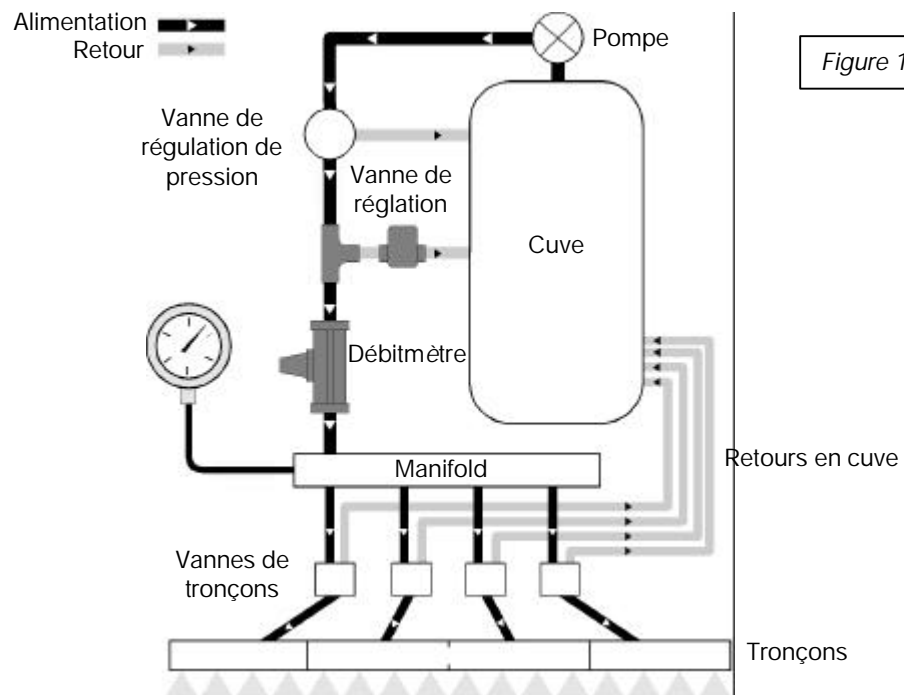 Alimentation
Retour
Pompe
Figure 1
Vanne de
régulation de
pression
Vanne de
réglation
Cuve
Débitmètre
Manifold
Retours en cuve
Vannes de
tronçons
Tronçons